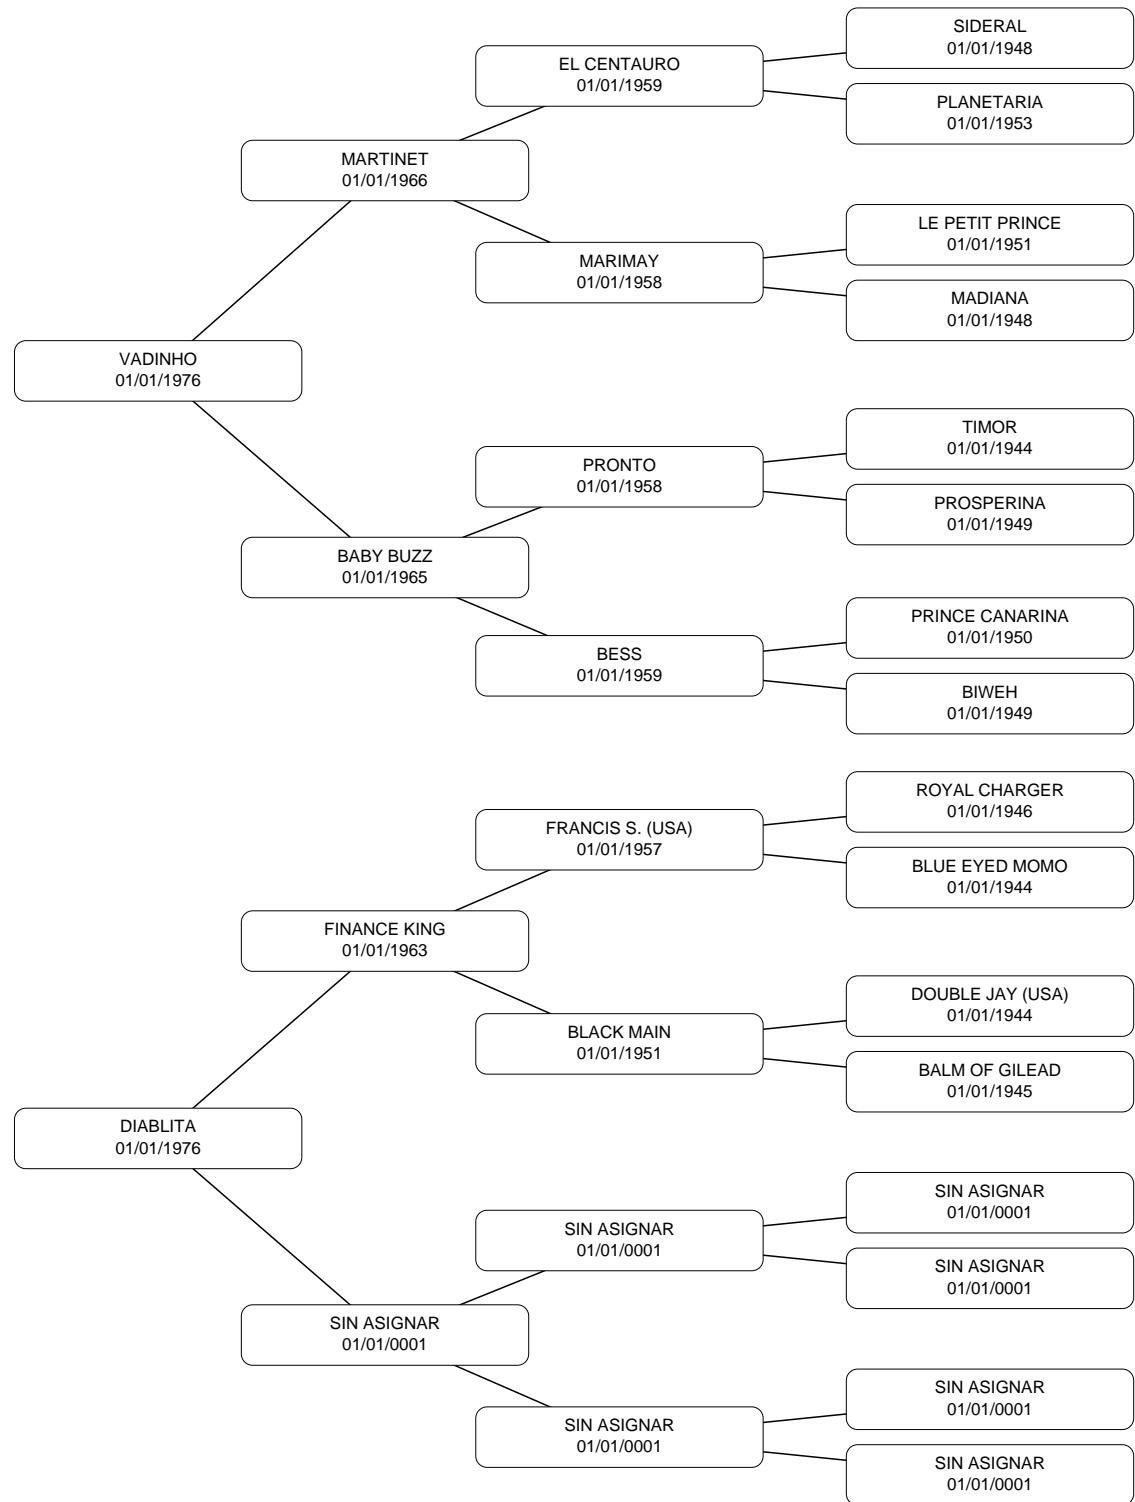 SIDERAL
01/01/1948
EL CENTAURO
01/01/1959
PLANETARIA
01/01/1953
MARTINET
01/01/1966
LE PETIT PRINCE
01/01/1951
MARIMAY
01/01/1958
MADIANA
01/01/1948
VADINHO
01/01/1976
TIMOR
01/01/1944
PRONTO
01/01/1958
PROSPERINA
01/01/1949
BABY BUZZ
01/01/1965
PRINCE CANARINA
01/01/1950
BESS
01/01/1959
BIWEH
01/01/1949
ROYAL CHARGER
01/01/1946
FRANCIS S. (USA)
01/01/1957
BLUE EYED MOMO
01/01/1944
FINANCE KING
01/01/1963
DOUBLE JAY (USA)
01/01/1944
BLACK MAIN
01/01/1951
BALM OF GILEAD
01/01/1945
DIABLITA
01/01/1976
SIN ASIGNAR
01/01/0001
SIN ASIGNAR
01/01/0001
SIN ASIGNAR
01/01/0001
SIN ASIGNAR
01/01/0001
SIN ASIGNAR
01/01/0001
SIN ASIGNAR
01/01/0001
SIN ASIGNAR
01/01/0001